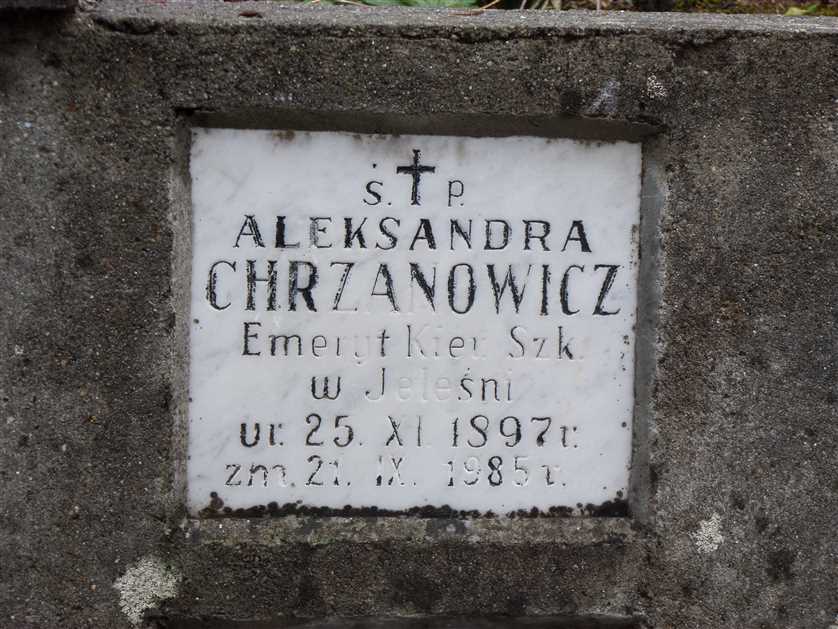 Ś. P.
ALEKSANDRA
CHRZANOWICZ
Emeryt Kier. Szk.
w Jeleśni
ur. 25. XI. 1897 r.
zm. 21. IX. 1985 r.